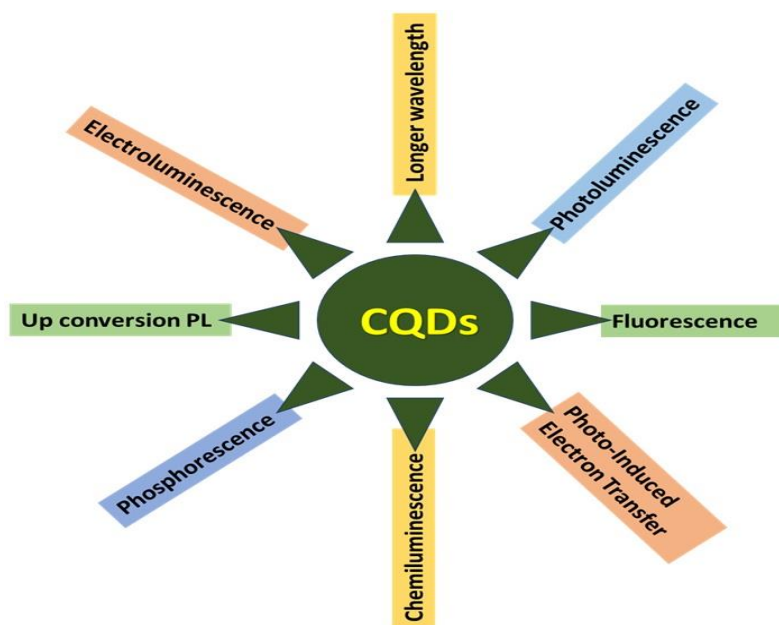 Longer wavelength
Electroluminescence
Photoluminescence
Up conversion PL
CQDs
Fluorescence
Phosphorescence
Chemiluminescence
Photo-Induced
Electron Transfer